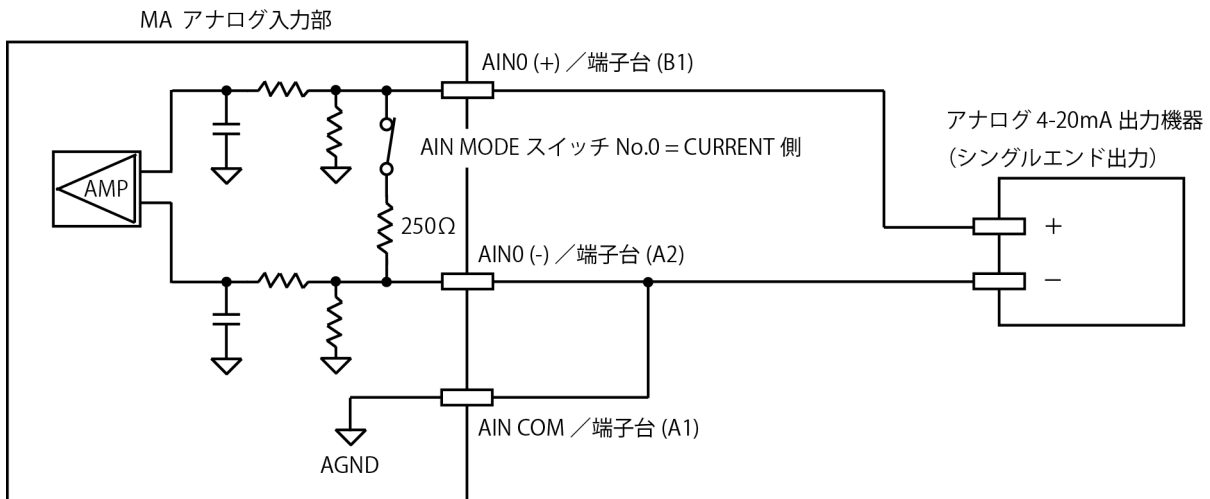 MA アナログ入力部
AIN0 (+) ／端子台 (B1)
アナログ 4-20mA 出力機器
（シングルエンド出力）
AIN MODE スイッチ No.0 = CURRENT 側
AMP
250Ω
+
AIN0 (-) ／端子台 (A2)
−
AIN COM ／端子台 (A1)
AGND